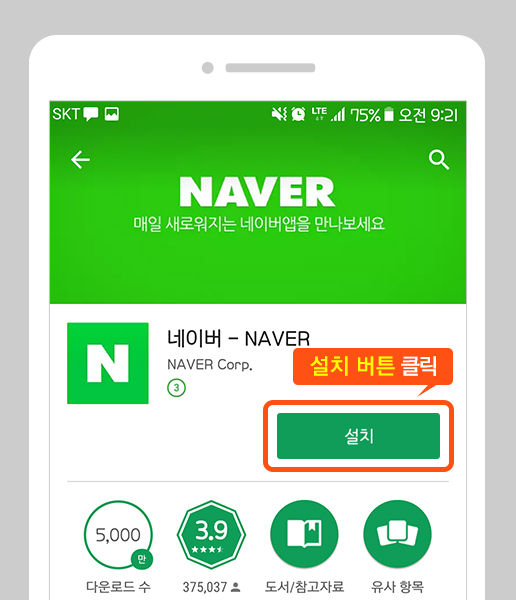 SKT LTE 75% 오전 9:21
NAVER
매일 새로워지는 네이버앱을 만나보세요
N
네이버 – NAVER
NAVER Corp.
설치 버튼 클릭
3
설치
5,000
만
3.9
다운로드 수
375,037
도서/참고자료
유사 항목